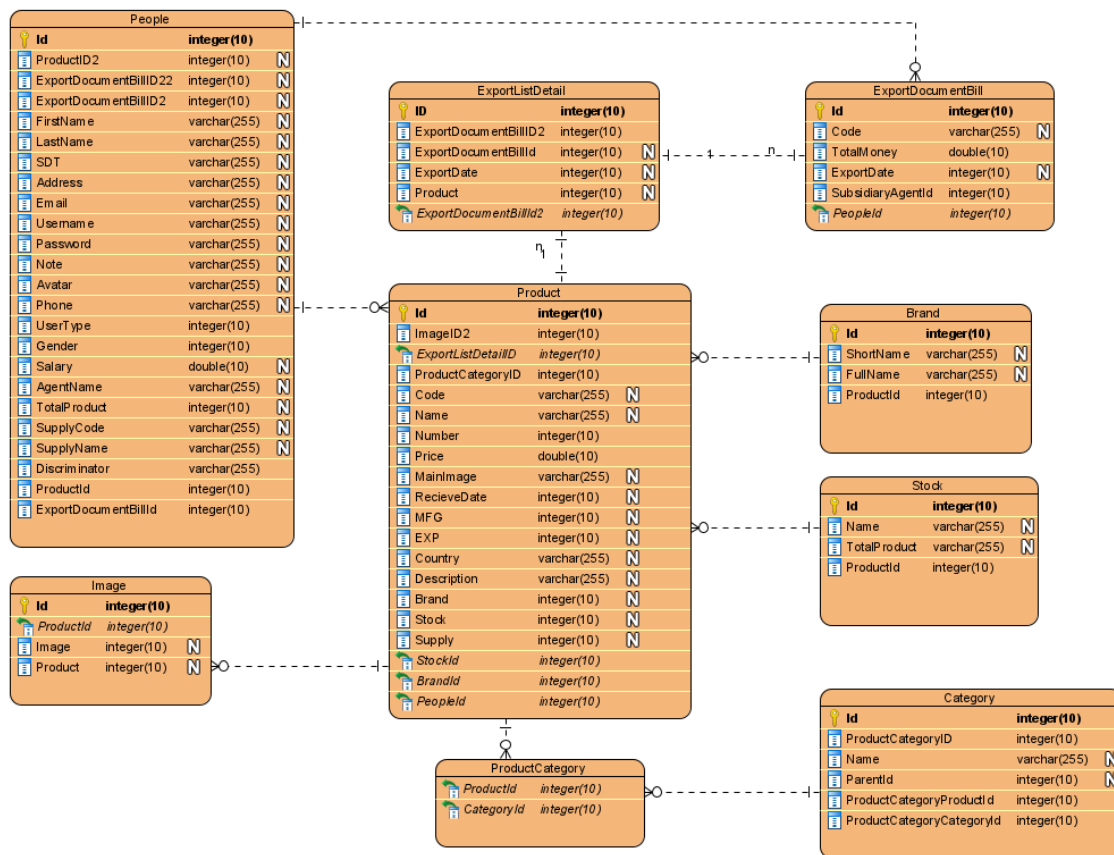 People
Id integer(10)
ProductID2 integer(10) N
ExportDocumentBillID22 integer(10) N
ExportDocumentBillID2 integer(10) N
FirstName varchar(255) N
LastName varchar(255) N
SDT varchar(255) N
Address varchar(255) N
Email varchar(255) N
Username varchar(255) N
Password varchar(255) N
Note varchar(255) N
Avatar varchar(255) N
Phone varchar(255) N
UserType integer(10)
Gender integer(10)
Salary double(10) N
AgentName varchar(255) N
TotalProduct integer(10) N
SupplyCode varchar(255) N
SupplyName varchar(255) N
Discriminator varchar(255)
ProductId integer(10)
ExportDocumentBillId integer(10)
ExportListDetail
ID integer(10)
ExportDocumentBillID2 integer(10)
ExportDocumentBillId integer(10) N
ExportDate integer(10) N
Product integer(10) N
ExportDocumentBillId2 integer(10)
1 n
ExportDocumentBill
Id integer(10)
Code varchar(255) N
TotalMoney double(10)
ExportDate integer(10) N
SubsidiaryAgentId integer(10)
PeopleId integer(10)
n 1
Product
Id integer(10)
ImageID2 integer(10)
ExportListDetailID integer(10)
ProductCategoryID integer(10)
Code varchar(255) N
Name varchar(255) N
Number integer(10)
Price double(10)
MainImage varchar(255) N
RecieveDate integer(10) N
MFG integer(10) N
EXP integer(10) N
Country varchar(255) N
Description varchar(255) N
Brand integer(10) N
Stock integer(10) N
Supply integer(10) N
StockId integer(10)
BrandId integer(10)
PeopleId integer(10)
Brand
Id integer(10)
ShortName varchar(255) N
FullName varchar(255) N
ProductId integer(10)
Stock
Id integer(10)
Name varchar(255) N
TotalProduct varchar(255) N
ProductId integer(10)
Image
Id integer(10)
ProductId integer(10)
Image integer(10) N
Product integer(10) N
ProductCategory
ProductId integer(10)
CategoryId integer(10)
Category
Id integer(10)
ProductCategoryID integer(10)
Name varchar(255) N
ParentId integer(10) N
ProductCategoryProductId integer(10)
ProductCategoryCategoryId integer(10)